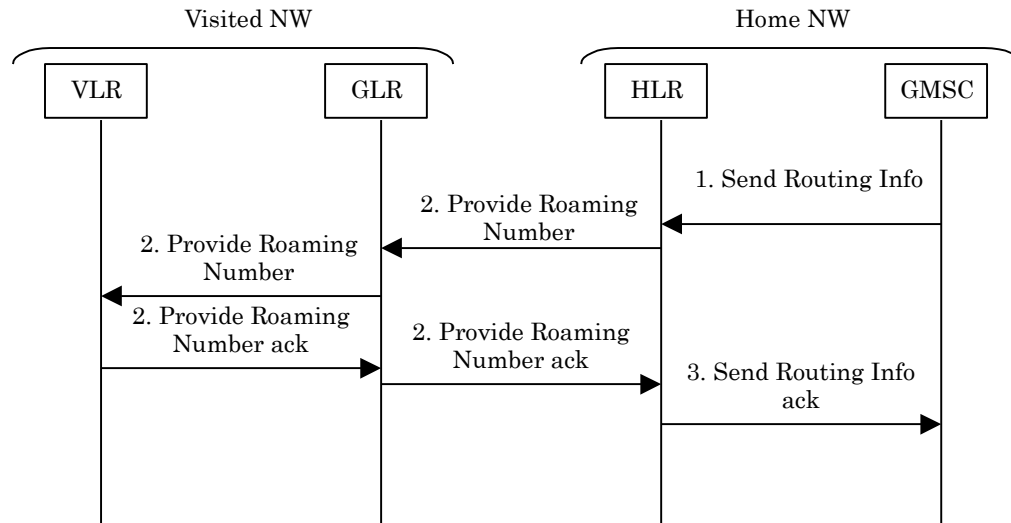 Visited NW
Home NW
VLR
GLR
HLR
GMSC
1. Send Routing Info
2. Provide Roaming
Number
2. Provide Roaming
Number
2. Provide Roaming
Number ack
2. Provide Roaming
Number ack
3. Send Routing Info
ack